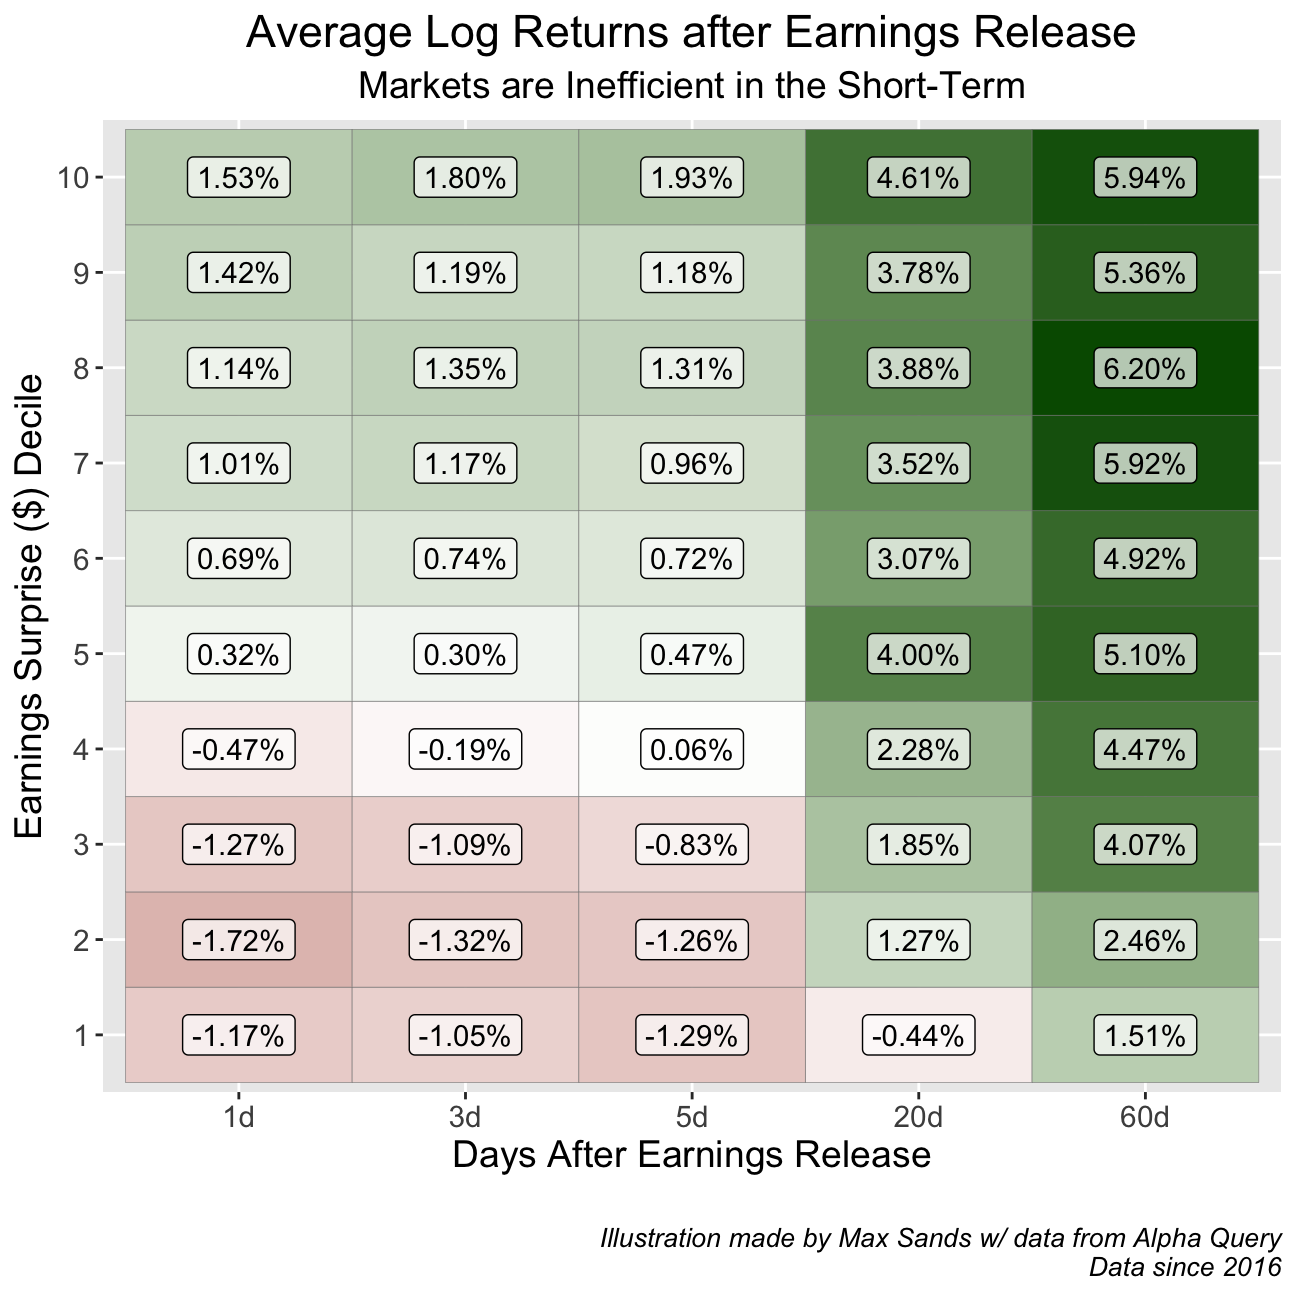 Average Log Returns after Earnings Release
Markets are Inefficient in the Short-Term
Earnings Surprise ($) Decile
10 1.53% 1.80% 1.93% 4.61% 5.94%
9 1.42% 1.19% 1.18% 3.78% 5.36%
8 1.14% 1.35% 1.31% 3.88% 6.20%
7 1.01% 1.17% 0.96% 3.52% 5.92%
6 0.69% 0.74% 0.72% 3.07% 4.92%
5 0.32% 0.30% 0.47% 4.00% 5.10%
4 -0.47% -0.19% 0.06% 2.28% 4.47%
3 -1.27% -1.09% -0.83% 1.85% 4.07%
2 -1.72% -1.32% -1.26% 1.27% 2.46%
1 -1.17% -1.05% -1.29% -0.44% 1.51%
1d 3d 5d 20d 60d
Days After Earnings Release
Illustration made by Max Sands w/ data from Alpha Query
Data since 2016